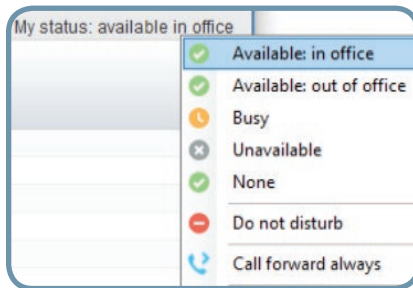 My status: available in office
Available: in office
Available: out of office
Busy
Unavailable
None
Do not disturb
Call forward always